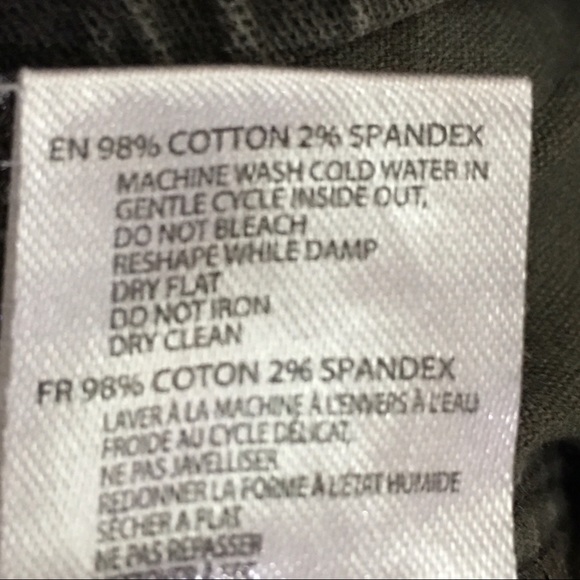 EN 98% COTTON 2% SPANDEX
MACHINE WASH COLD WATER IN
GENTLE CYCLE INSIDE OUT,
DO NOT BLEACH
RESHAPE WHILE DAMP
DRY FLAT
DO NOT IRON
DRY CLEAN
FR 98% COTON 2% SPANDEX
LAVER À LA MACHINE À L'ENVERS À L'EAU
FROIDE AU CYCLE DÉLICAT,
NE PAS JAVELLISER
REDONNER LA FORME À L'ÉTAT HUMIDE
SÉCHER A PLAT
NE PAS REPASSER